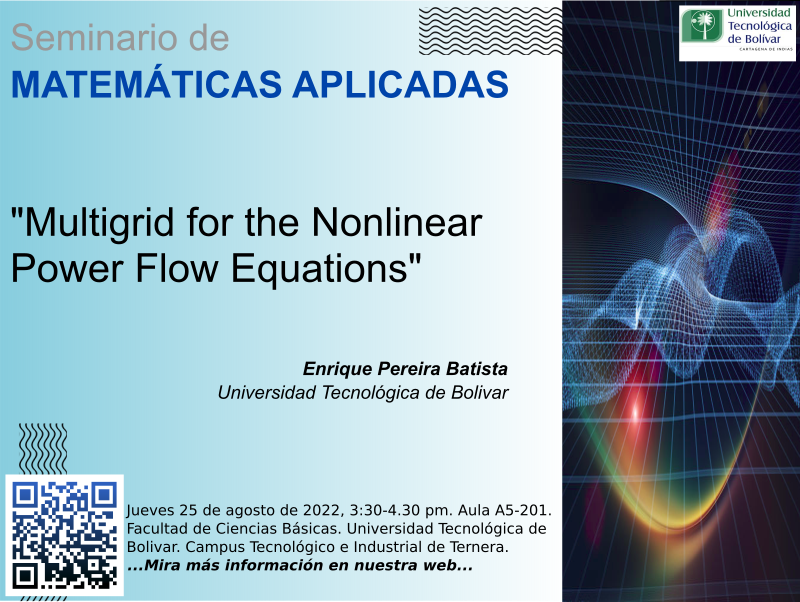 Seminario de
MATEMÁTICAS APLICADAS
Universidad
Tecnológica
de Bolívar
CARTAGENA DE INDIAS
"Multigrid for the Nonlinear
Power Flow Equations"
Enrique Pereira Batista
Universidad Tecnológica de Bolivar
Jueves 25 de agosto de 2022, 3:30-4.30 pm. Aula A5-201.
Facultad de Ciencias Básicas. Universidad Tecnológica de
Bolivar. Campus Tecnológico e Industrial de Ternera.
...Mira más información en nuestra web...